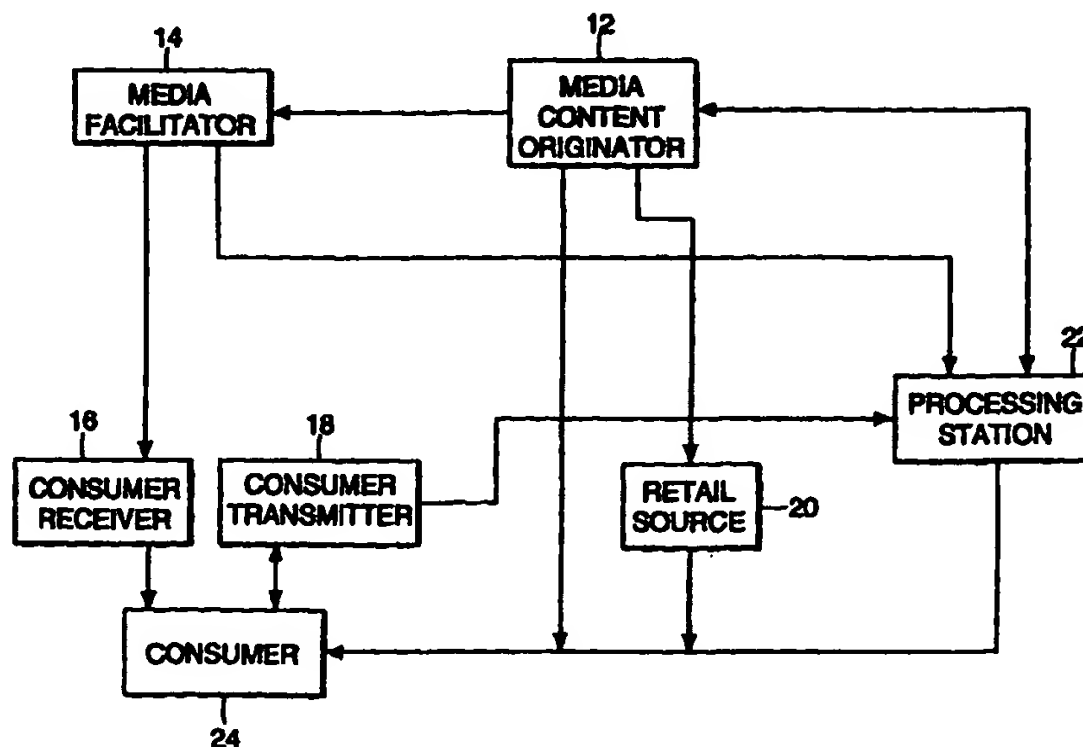 14
12
MEDIA
FACILITATOR
MEDIA
CONTENT
ORIGINATOR
22
PROCESSING
STATION
16
18
CONSUMER
RECEIVER
CONSUMER
TRANSMITTER
RETAIL
SOURCE
20
CONSUMER
24